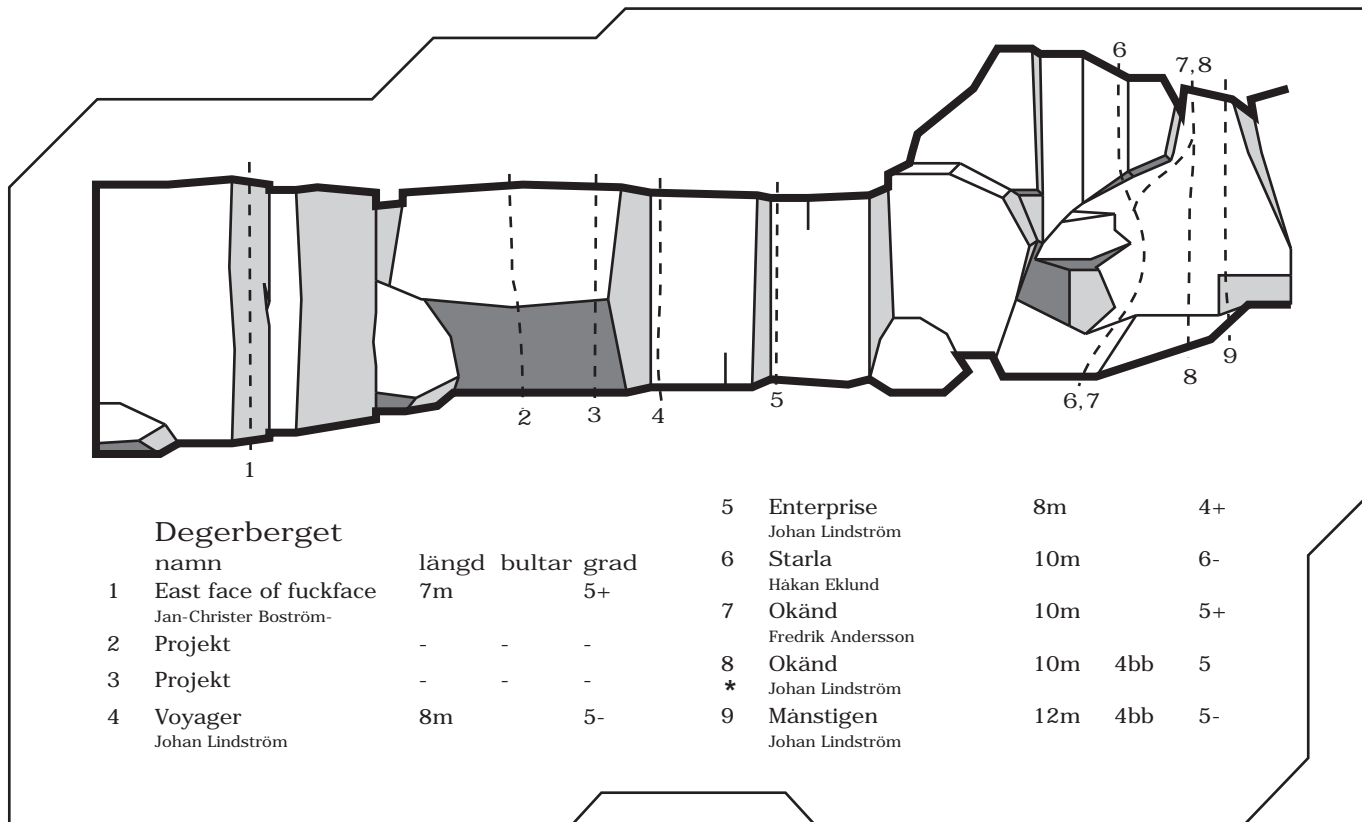 6
7,8
1
2
3
4
5
6,7
8
9
Degerberget
namn längd bultar grad
1 East face of fuckface 7m 5+
Jan-Christer Boström-
2 Projekt - - -
3 Projekt - - -
4 Voyager 8m 5-
Johan Lindström
5 Enterprise 8m 4+
Johan Lindström
6 Starla 10m 6-
Håkan Eklund
7 Okänd 10m 5+
Fredrik Andersson
8 Okänd 10m 4bb 5
* Johan Lindström
9 Månstigen 12m 4bb 5-
Johan Lindström